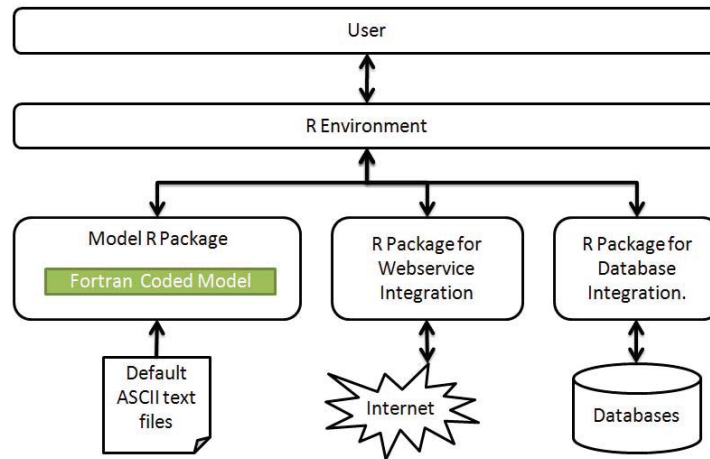 User
R Environment
Model R Package
Fortran Coded Model
R Package for
Webservice
Integration
R Package for
Database
Integration.
Default
ASCII text
files
Internet
Databases